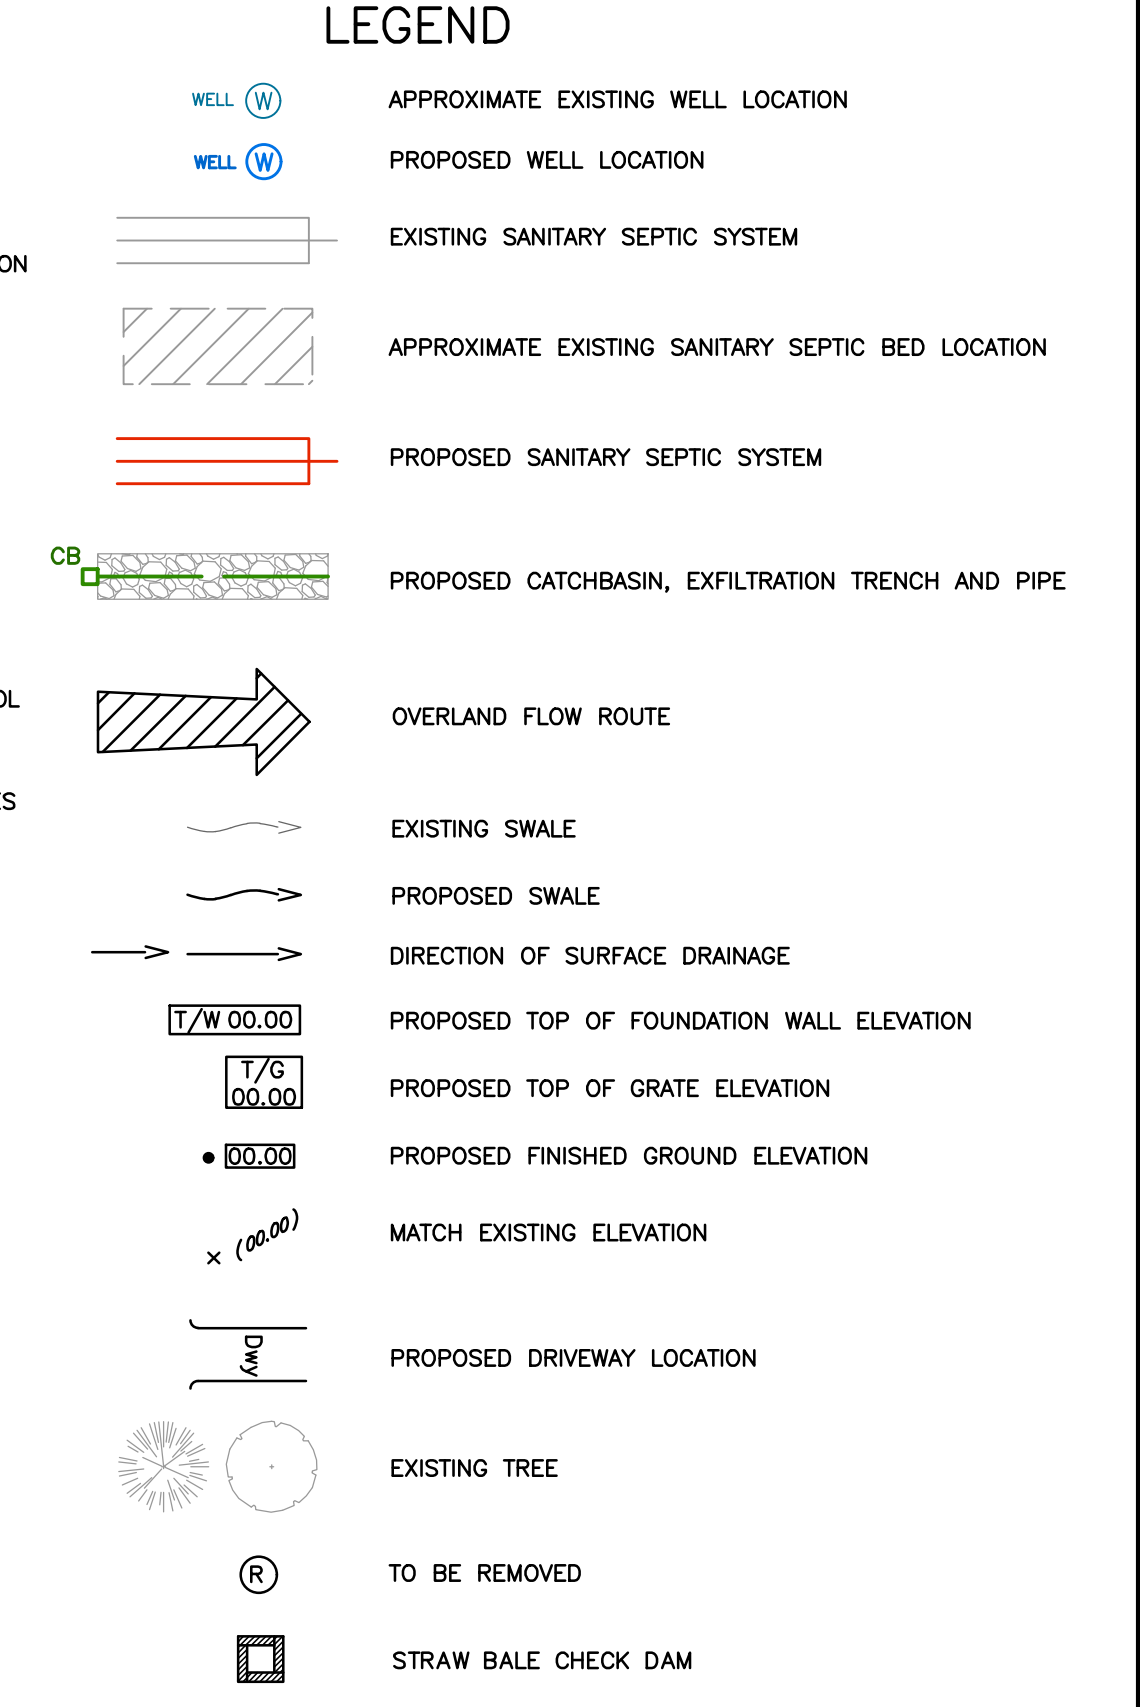 LEGEND
WELL W APPROXIMATE EXISTING WELL LOCATION
WELL W PROPOSED WELL LOCATION
EXISTING SANITARY SEPTIC SYSTEM
ON
APPROXIMATE EXISTING SANITARY SEPTIC BED LOCATION
PROPOSED SANITARY SEPTIC SYSTEM
CB
PROPOSED CATCHBASIN, EXFILTRATION TRENCH AND PIPE
OL
OVERLAND FLOW ROUTE
ES
EXISTING SWALE
PROPOSED SWALE
DIRECTION OF SURFACE DRAINAGE
T/W 00.00 PROPOSED TOP OF FOUNDATION WALL ELEVATION
T/G
00.00 PROPOSED TOP OF GRATE ELEVATION
00.00 PROPOSED FINISHED GROUND ELEVATION
× (00.00) MATCH EXISTING ELEVATION
Dwy PROPOSED DRIVEWAY LOCATION
EXISTING TREE
R TO BE REMOVED
STRAW BALE CHECK DAM